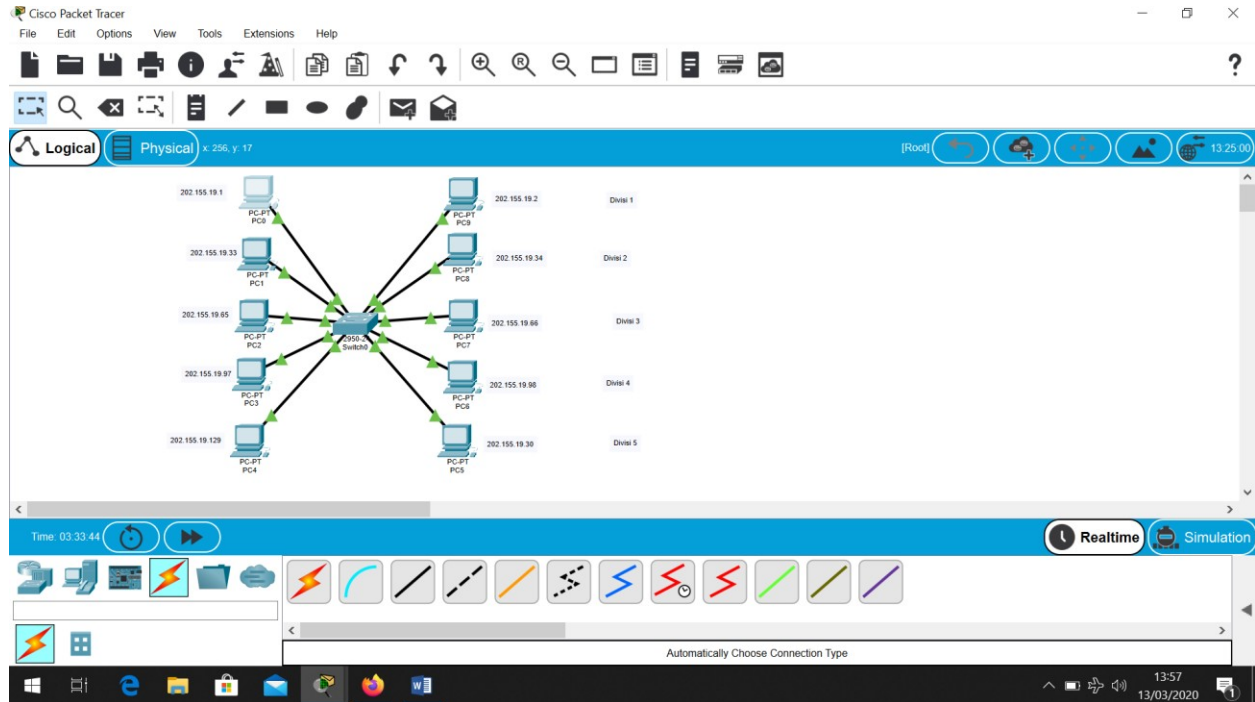 Cisco Packet Tracer
File Edit Options View Tools Extensions Help
Logical Physical x: 256, y: 17 [Root] 13:25:00
202.155.19.1 PC-PT PC0 PC-PT PC9 202.155.19.2 Divisi 1
202.155.19.33 PC-PT PC1 PC-PT PC8 202.155.19.34 Divisi 2
202.155.19.65 PC-PT PC2 PC-PT PC7 202.155.19.66 Divisi 3
2950-2
Switch0
202.155.19.97 PC-PT PC3 PC-PT PC6 202.155.19.98 Divisi 4
202.155.19.129 PC-PT PC4 PC-PT PC5 202.155.19.30 Divisi 5
Time: 03:33:44 Realtime Simulation
Automatically Choose Connection Type
13:57
13/03/2020